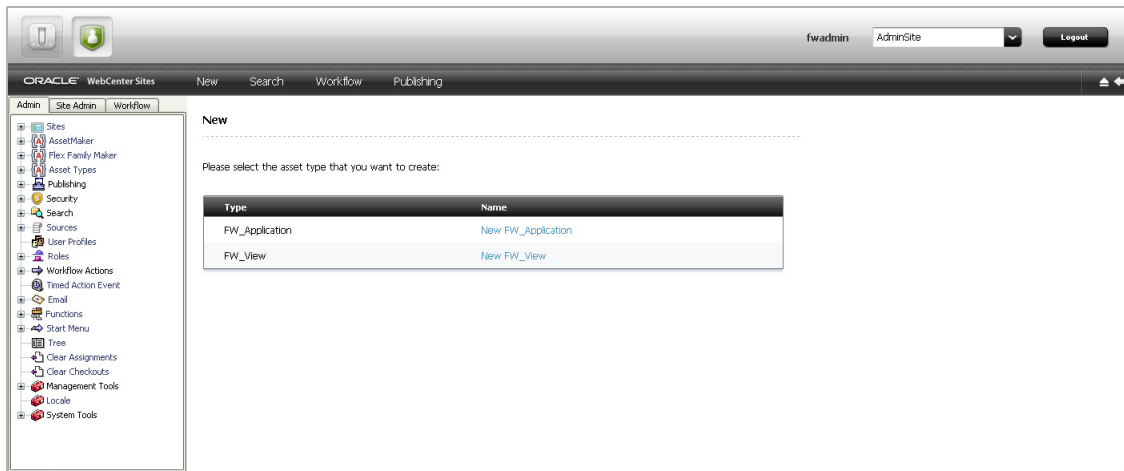 fwadmin AdminSite Logout
ORACLE WebCenter Sites New Search Workflow Publishing
Admin Site Admin Workflow
Sites
AssetMaker
Flex Family Maker
Asset Types
Publishing
Security
Search
Sources
User Profiles
Roles
Workflow Actions
Timed Action Event
Email
Functions
Start Menu
Tree
Clear Assignments
Clear Checkouts
Management Tools
Locale
System Tools
New
Please select the asset type that you want to create:
Type Name
FW_Application New FW_Application
FW_View New FW_View